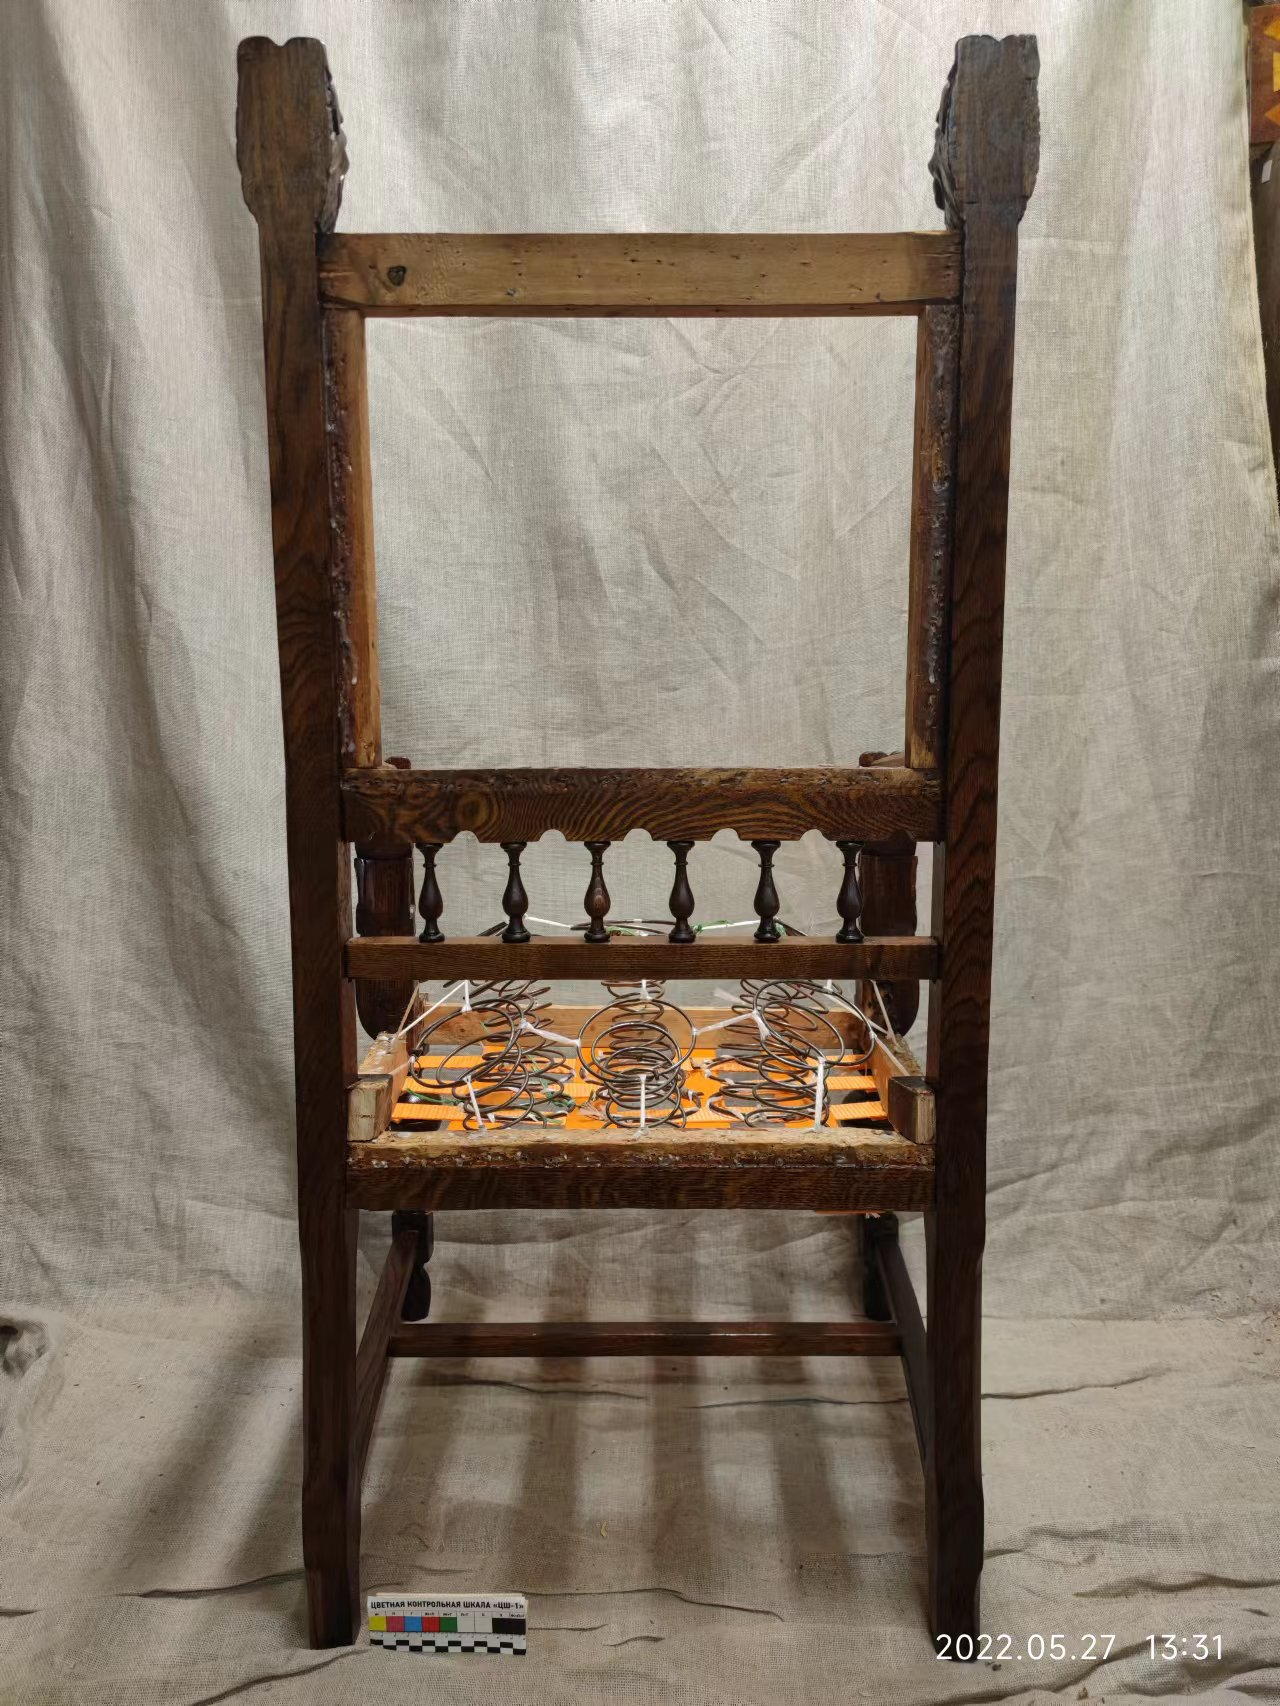 ЦВЕТНАЯ КОНТРОЛЬНАЯ ШКАЛА «ЦШ-1»
2022.05.27 13:31